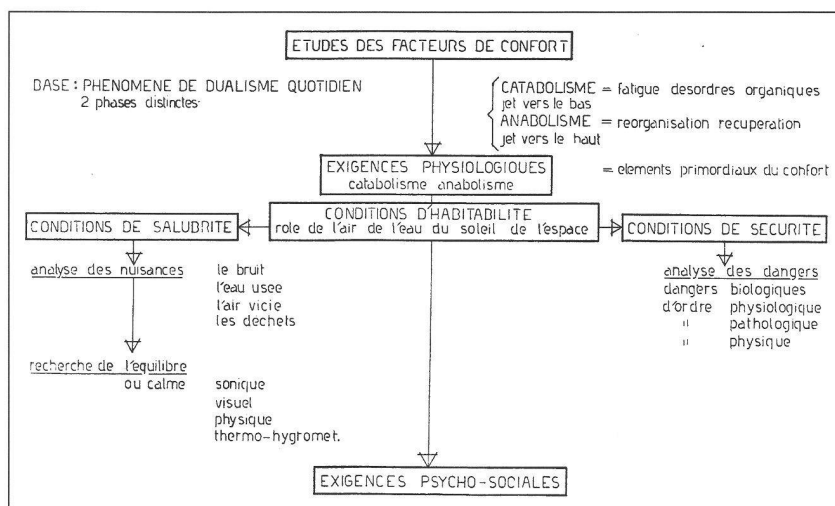 ETUDES DES FACTEURS DE CONFORT
BASE : PHENOMENE DE DUALISME QUOTIDIEN
2 phases distinctes
CATABOLISME = fatigue desordres organiques
jet vers le bas
ANABOLISME = reorganisation recuperation
jet vers le haut
EXIGENCES PHYSIOLOGIQUES
catabolisme anabolisme
= elements primordiaux du confort
CONDITIONS D'HABITABILITE
role de l'air de l'eau du soleil de l'espace
CONDITIONS DE SALUBRITE
CONDITIONS DE SECURITE
analyse des nuisances le bruit
l'eau usee
l'air vicie
les déchets
recherche de l'équilibre
ou calme sonique
visuel
physique
thermo-hygromet.
analyse des dangers
dangers biologiques
d'ordre physiologique
" pathologique
" physique
EXIGENCES PSYCHO-SOCIALES